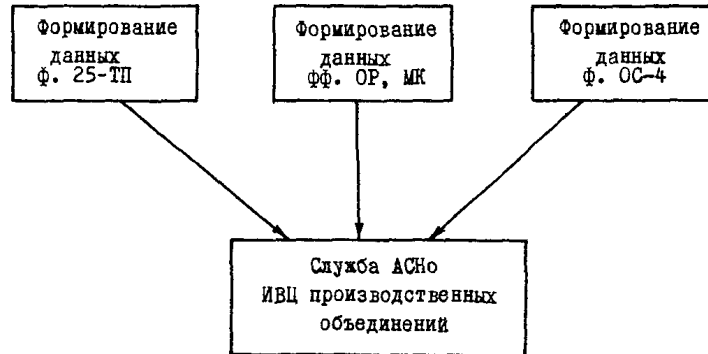 Формирование
данных
ф. 25-ТП
Формирование
данных
фф. ОР, МК
Формирование
данных
ф. ОС-4
Служба АСНо
ИВЦ производственных
объединений